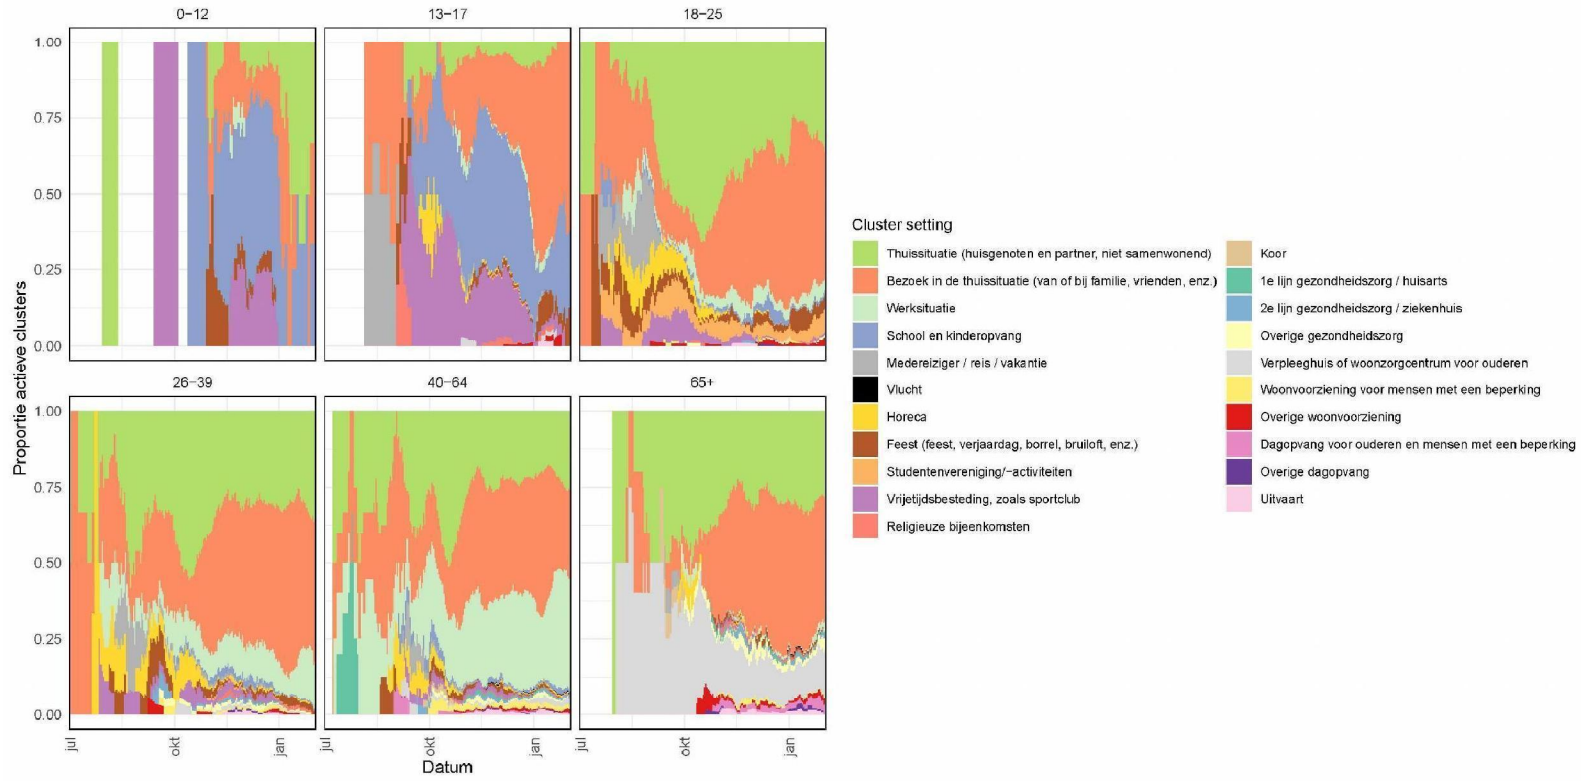 0-12
13-17
18-25
1.00
0.75
0.50
0.25
0.00
26-39
40-64
65+
1.00
0.75
0.50
0.25
0.00
jul
okt
jan
jul
okt
jan
jul
okt
jan
Proportie actieve clusters
Datum
Cluster setting
Thuissituatie (huisgenoten en partner, niet samenwonend)
Bezoek in de thuissituatie (van of bij familie, vrienden, enz.)
Werksituatie
School en kinderopvang
Medereiziger / reis / vakantie
Vlucht
Horeca
Feest (feest, verjaardag, borrel, bruiloft, enz.)
Studentenvereniging/-activiteiten
Vrijetijdsbesteding, zoals sportclub
Religieuze bijeenkomsten
Koor
1e lijn gezondheidszorg / huisarts
2e lijn gezondheidszorg / ziekenhuis
Overige gezondheidszorg
Verpleeghuis of woonzorgcentrum voor ouderen
Woonvoorziening voor mensen met een beperking
Overige woonvoorziening
Dagopvang voor ouderen en mensen met een beperking
Overige dagopvang
Uitvaart